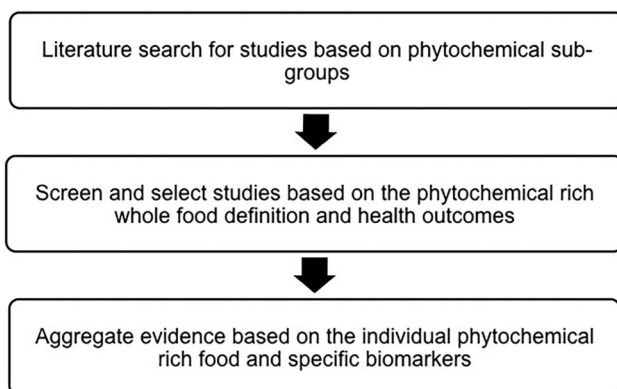 Literature search for studies based on phytochemical sub-
groups
Screen and select studies based on the phytochemical rich
whole food definition and health outcomes
Aggregate evidence based on the individual phytochemical
rich food and specific biomarkers